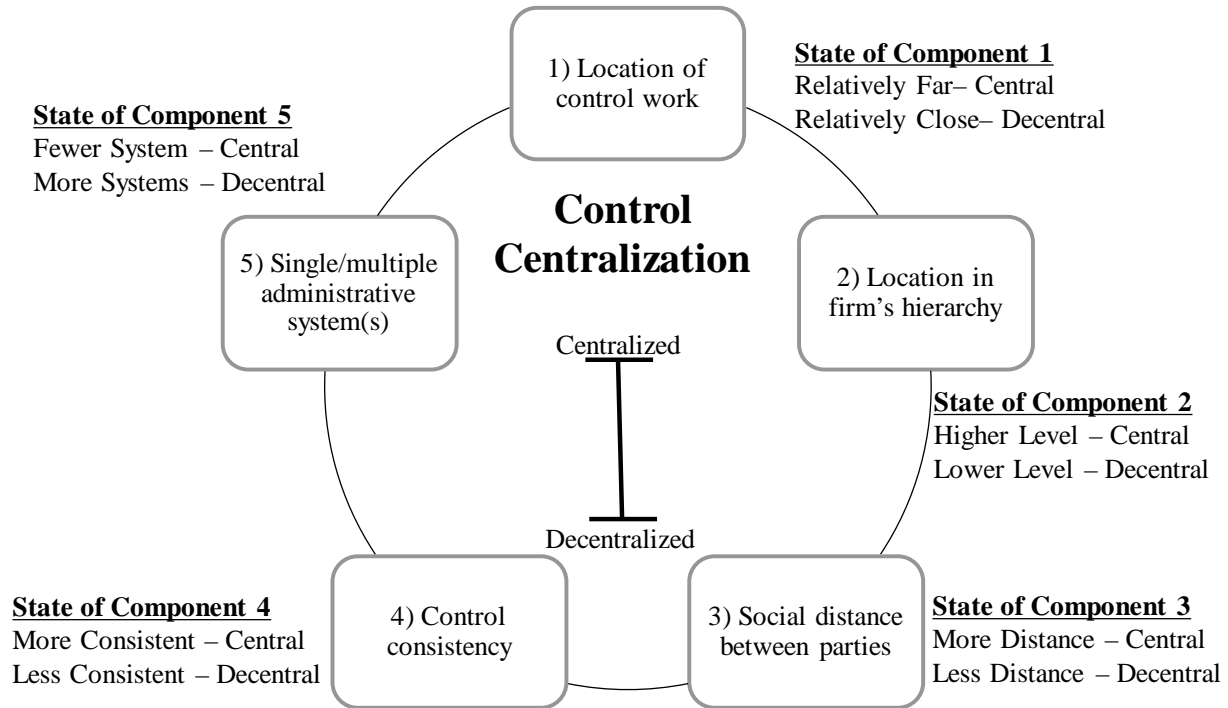 1) Location of
control work
State of Component 1
Relatively Far– Central
Relatively Close– Decentral
State of Component 5
Fewer System – Central
More Systems – Decentral
Control
Centralization
5) Single/multiple
administrative
system(s)
2) Location in
firm's hierarchy
Centralized
Decentralized
State of Component 2
Higher Level – Central
Lower Level – Decentral
4) Control
consistency
3) Social distance
between parties
State of Component 4
More Consistent – Central
Less Consistent – Decentral
State of Component 3
More Distance – Central
Less Distance – Decentral